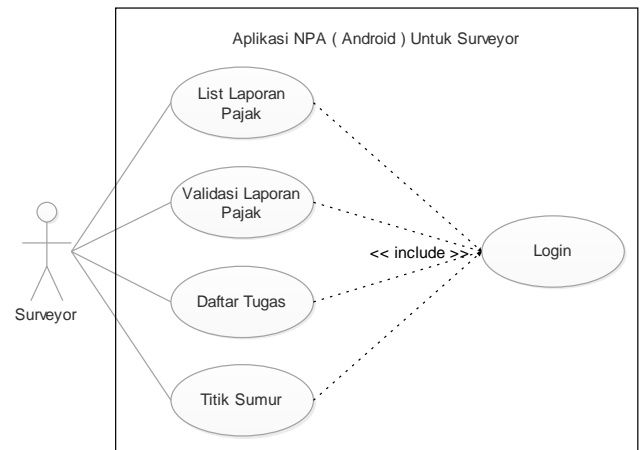 Aplikasi NPA ( Android ) Untuk Surveyor
List Laporan
Pajak
Validasi Laporan
Pajak
<< include >>
Login
Daftar Tugas
Surveyor
Titik Sumur